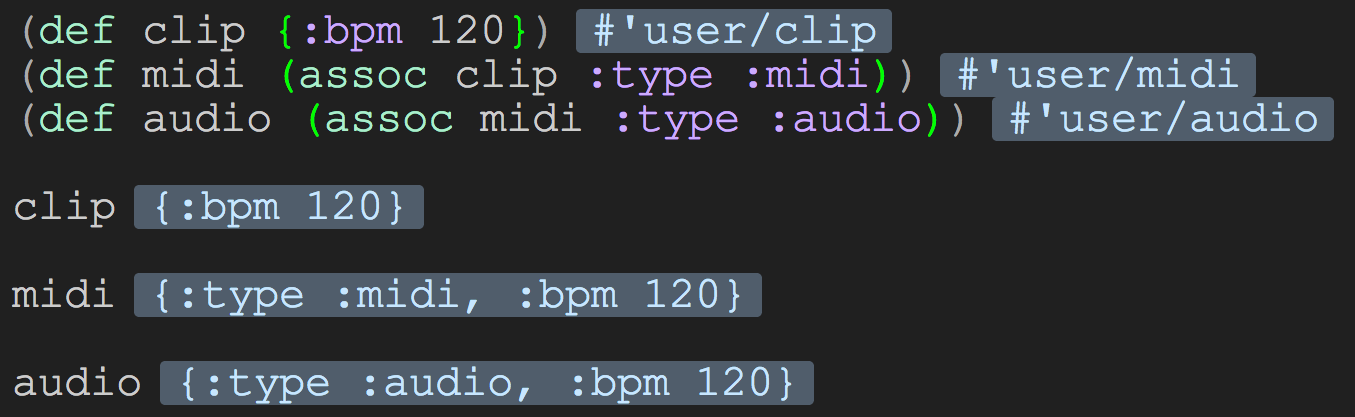 (def clip {:bpm 120}) #'user/clip
(def midi (assoc clip :type :midi)) #'user/midi
(def audio (assoc midi :type :audio)) #'user/audio
clip {:bpm 120}
midi {:type :midi, :bpm 120}
audio {:type :audio, :bpm 120}